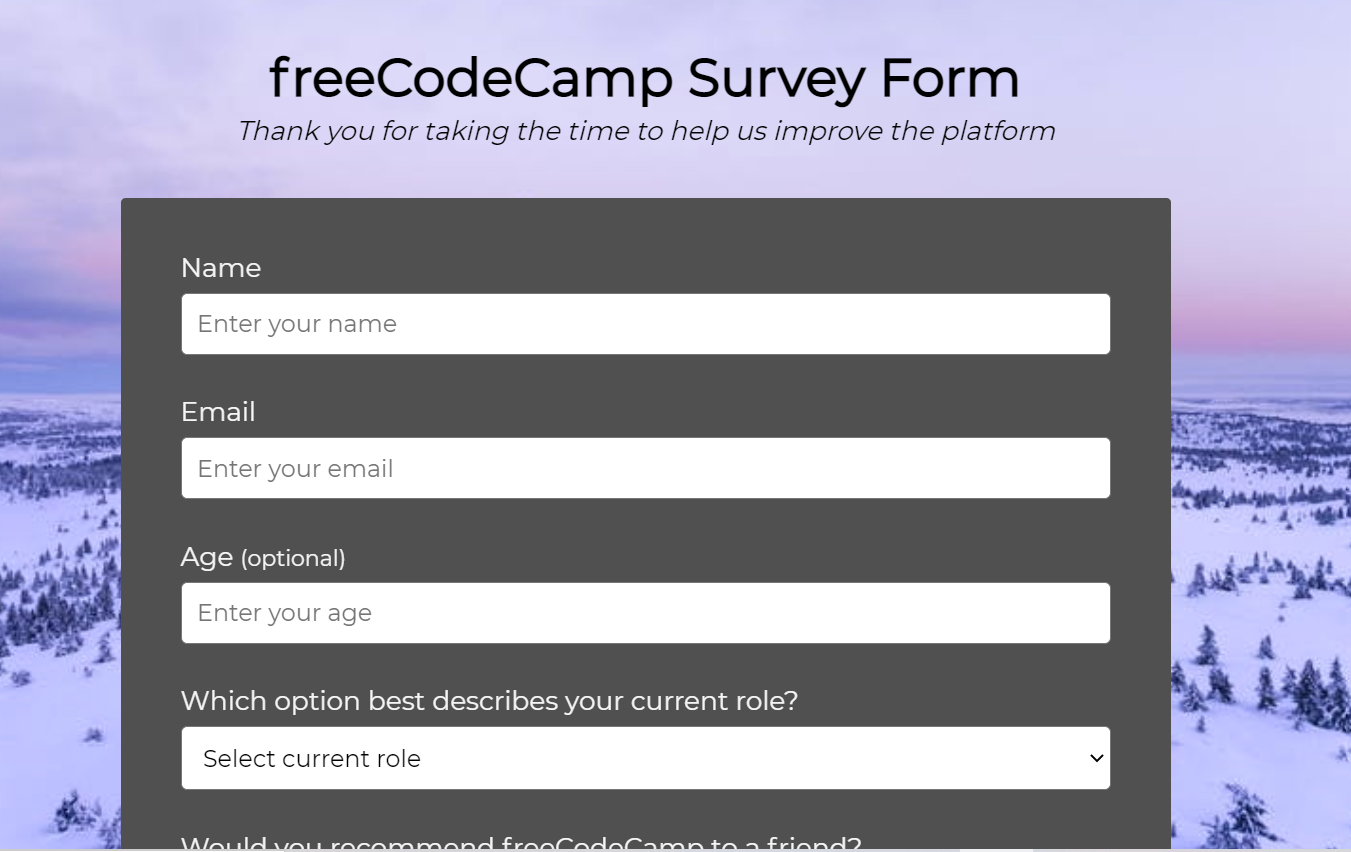 freeCodeCamp Survey Form
Thank you for taking the time to help us improve the platform
Name
Enter your name
Email
Enter your email
Age (optional)
Enter your age
Which option best describes your current role?
Select current role
Would you recommend freeCodeCamp to a friend?